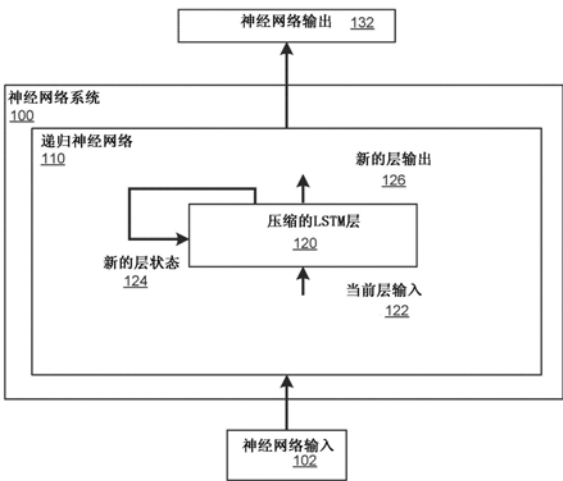 神经网络输出 132
神经网络系统
100
递归神经网络
110
新的层输出
126
压缩的LSTM层
120
新的层状态
124
当前层输入
122
神经网络输入
102